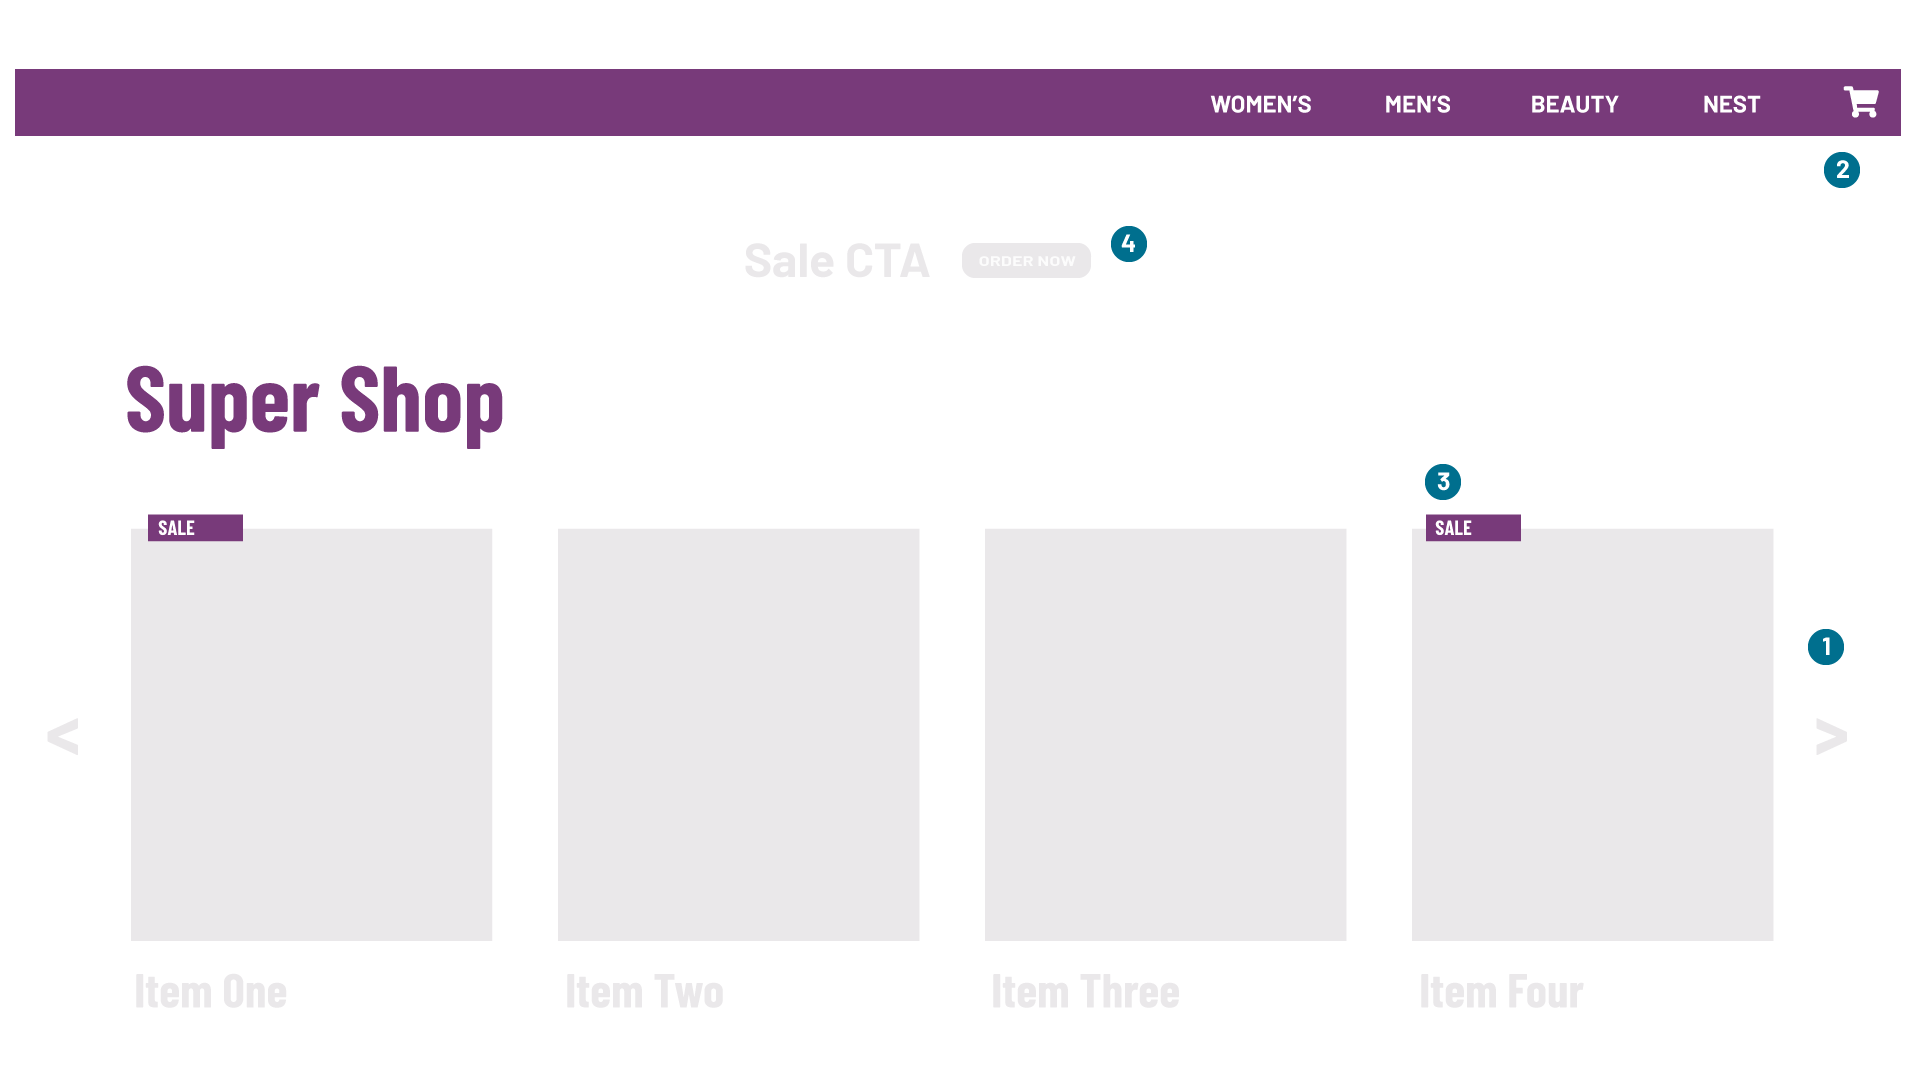 WOMEN’S MEN’S BEAUTY NEST
2
4
Sale CTA ORDER NOW
Super Shop
3
SALE SALE
1
< >
Item One Item Two Item Three Item Four